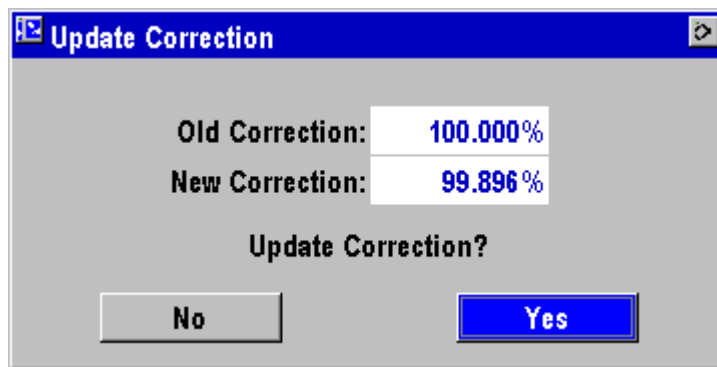 Update Correction
Old Correction: 100.000%
New Correction: 99.896%
Update Correction?
No Yes